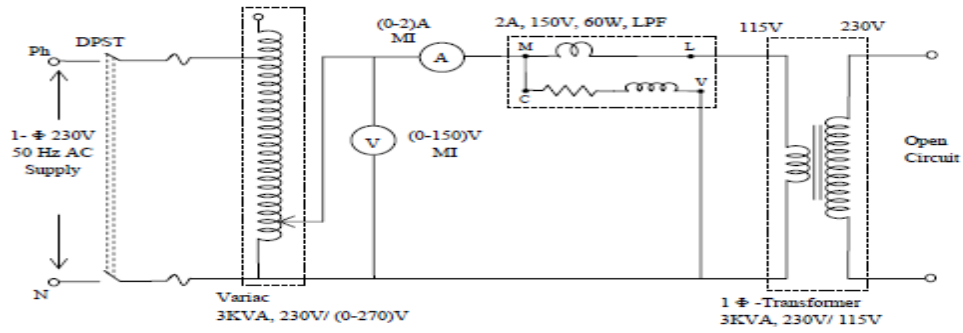 (0-2)A
MI
2A, 150V, 60W, LPF
115V
230V
Ph
DPST
A
M
L
C
V
1- Φ 230V
50 Hz AC
Supply
V
(0-150)V
MI
Open
Circuit
N
Variac
3KVA, 230V/ (0-270)V
1 Φ -Transformer
3KVA, 230V/ 115V